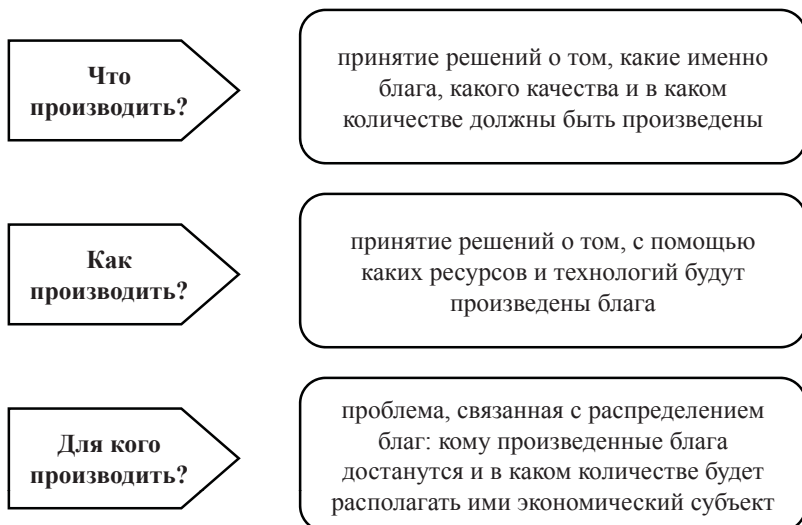 Что
производить?
принятие решений о том, какие именно
блага, какого качества и в каком
количестве должны быть произведены
Как
производить?
принятие решений о том, с помощью
каких ресурсов и технологий будут
произведены блага
Для кого
производить?
проблема, связанная с распределением
благ: кому произведенные блага
достанутся и в каком количестве будет
располагать ими экономический субъект